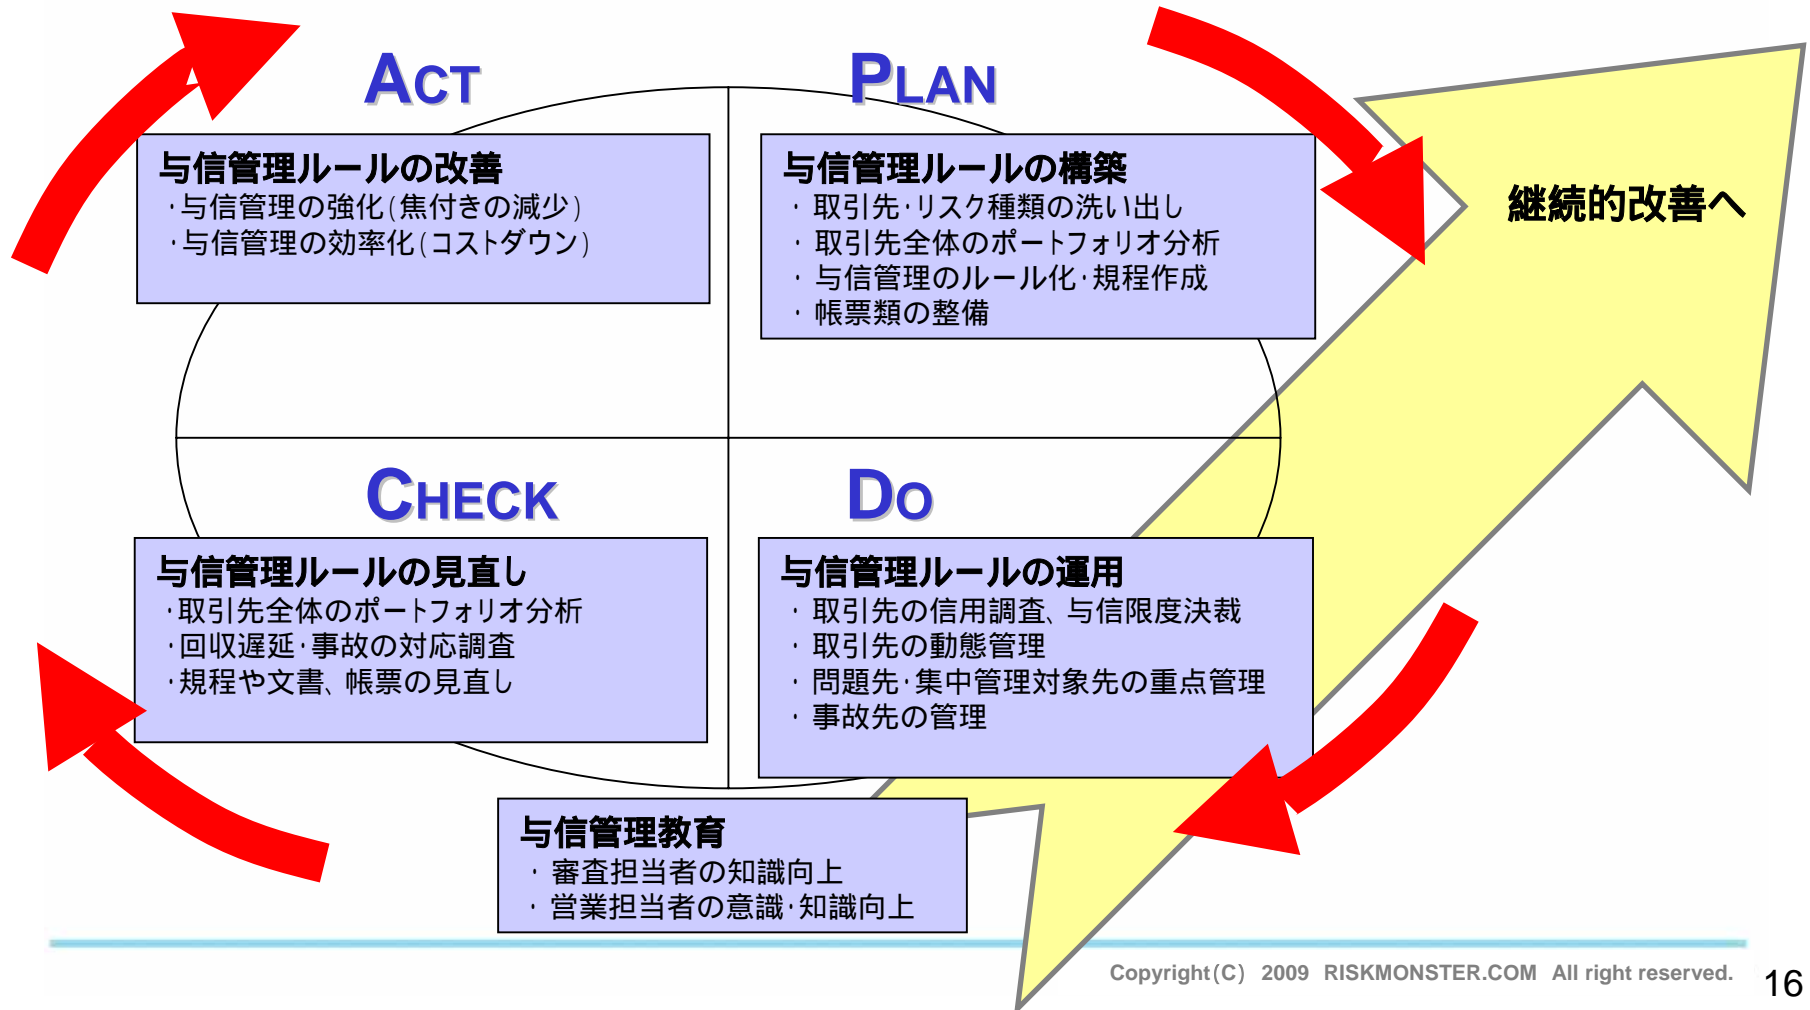 ACT
与信管理ルールの改善
・与信管理の強化(焦付きの減少)
・与信管理の効率化(コストダウン)
PLAN
与信管理ルールの構築
・ 取引先・リスク種類の洗い出し
・ 取引先全体のポートフォリオ分析
・ 与信管理のルール化・規程作成
・ 帳票類の整備
継続的改善へ
CHECK
与信管理ルールの見直し
・取引先全体のポートフォリオ分析
・回収遅延・事故の対応調査
・規程や文書、帳票の見直し
DO
与信管理ルールの運用
・ 取引先の信用調査、与信限度決裁
・ 取引先の動態管理
・ 問題先・集中管理対象先の重点管理
・ 事故先の管理
与信管理教育
・ 審査担当者の知識向上
・ 営業担当者の意識・知識向上
Copyright(C) 2009 RISKMONSTER.COM All right reserved.
16